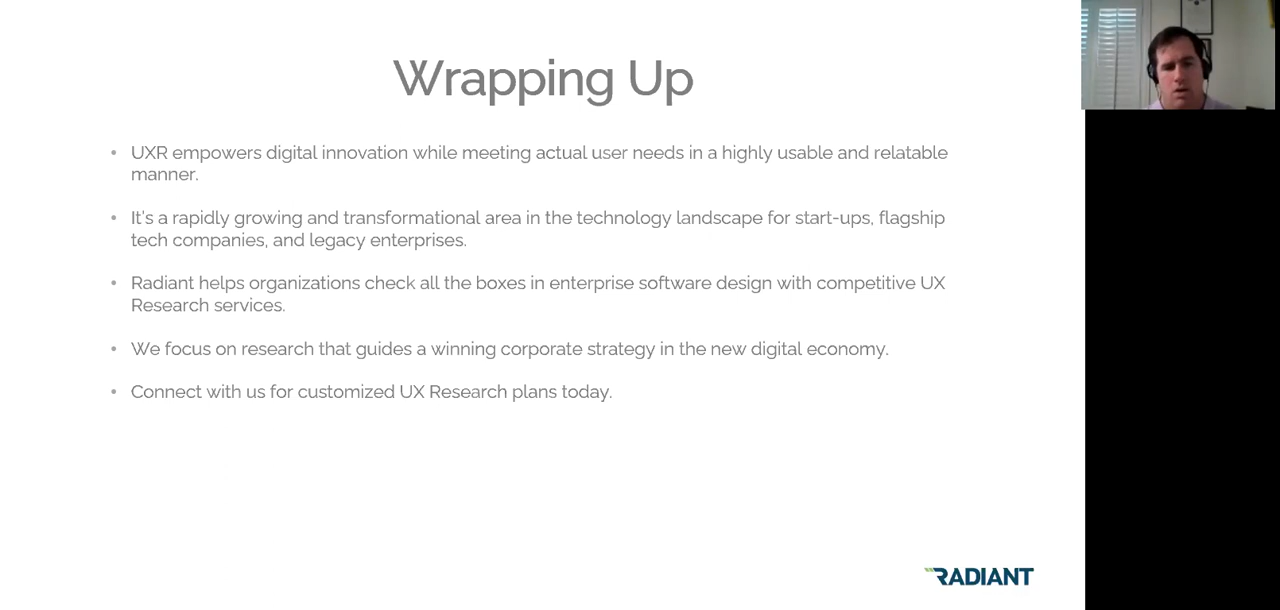 Wrapping Up
• UXR empowers digital innovation while meeting actual user needs in a highly usable and relatable
manner.
• It's a rapidly growing and transformational area in the technology landscape for start-ups, flagship
tech companies, and legacy enterprises.
• Radiant helps organizations check all the boxes in enterprise software design with competitive UX
Research services.
• We focus on research that guides a winning corporate strategy in the new digital economy.
• Connect with us for customized UX Research plans today.
RADIANT